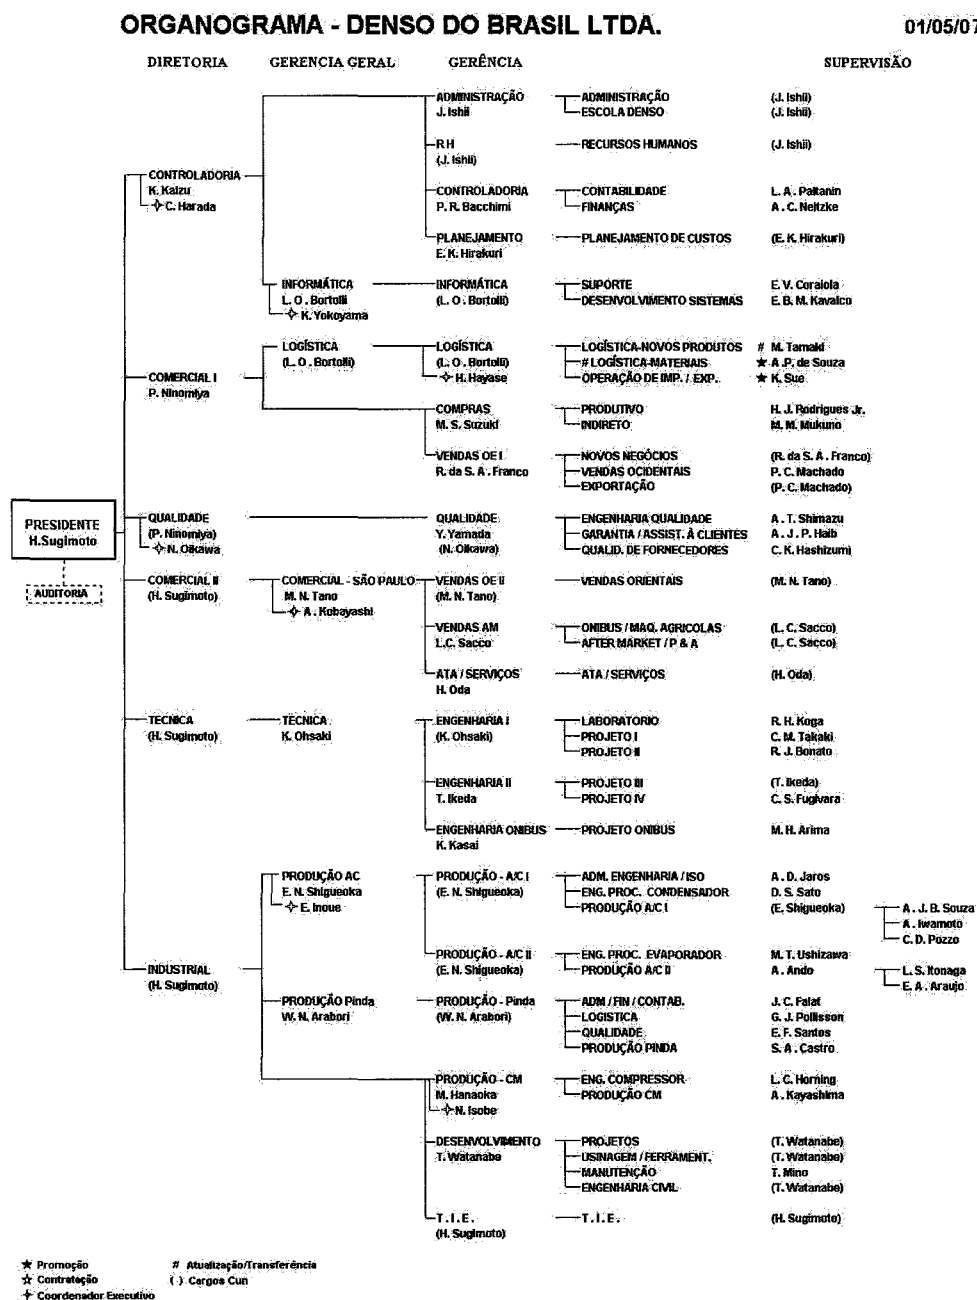 ORGANOGRAMA - DENSO DO BRASIL LTDA. 01/05/07
DIRETORIA GERENCIA GERAL GERÊNCIA SUPERVISÃO
ADMINISTRAÇÃO ADMINISTRAÇÃO (J. Ishii)
J. Ishii ESCOLA DENSO (J. Ishii)
RH RECURSOS HUMANOS (J. Ishii)
(J. Ishii)
CONTROLADORIA
K. Kaizu
C. Harada
CONTROLADORIA CONTABILIDADE L. A. Paltanin
P. R. Bacchimi FINANÇAS A. C. Neitzke
PLANEJAMENTO PLANEJAMENTO DE CUSTOS (E. K. Hirakuri)
E. K. Hirakuri
INFORMÁTICA INFORMÁTICA SUPORTE E. V. Coraiola
L. O. Bortolli (L. O. Bortolli) DESENVOLVIMENTO SISTEMAS E. B. M. Kavalco
K. Yokoyama
LOGÍSTICA LOGÍSTICA LOGÍSTICA-NOVOS PRODUTOS # M. Tamaki
(L. O. Bortolli) (L. O. Bortolli) # LOGÍSTICA-MATERIAIS ★ A. P. de Souza
H. Hayase OPERAÇÃO DE IMP. / EXP. ★ K. Sue
COMERCIAL I
P. Ninomiya
COMPRAS PRODUTIVO H. J. Rodrigues Jr.
M. S. Suzuki INDIRETO M. M. Mukuno
VENDAS OE I NOVOS NEGÓCIOS (R. da S. A. Franco)
R. da S. A. Franco VENDAS OCIDENTAIS P. C. Machado
EXPORTAÇÃO (P. C. Machado)
PRESIDENTE
H.Sugimoto
AUDITORIA
QUALIDADE QUALIDADE ENGENHARIA QUALIDADE A. T. Shimazu
(P. Ninomiya) Y. Yamada GARANTIA / ASSIST. À CLIENTES A. J. P. Haib
N. Oikawa (N. Oikawa) QUALID. DE FORNECEDORES C. K. Hashizumi
COMERCIAL II COMERCIAL - SÃO PAULO VENDAS OE II VENDAS ORIENTAIS (M. N. Tano)
(H. Sugimoto) M. N. Tano (M. N. Tano)
A. Kobayashi
VENDAS AM ONIBUS / MAQ. AGRICOLAS (L. C. Sacco)
L.C. Sacco AFTER MARKET / P & A (L. C. Sacco)
ATA / SERVIÇOS ATA / SERVIÇOS (H. Oda)
H. Oda
TECNICA TECNICA ENGENHARIA I LABORATORIO R. H. Koga
(H. Sugimoto) K. Ohsaki (K. Ohsaki) PROJETO I C. M. Takaki
PROJETO II R. J. Bonato
ENGENHARIA II PROJETO III (T. Ikeda)
T. Ikeda PROJETO IV C. S. Fugivara
ENGENHARIA ONIBUS PROJETO ONIBUS M. H. Arima
K. Kasai
PRODUÇÃO AC PRODUÇÃO - A/C I ADM. ENGENHARIA / ISO A. D. Jaros
E. N. Shigueoka (E. N. Shigueoka) ENG. PROC. CONDENSADOR D. S. Sato
E. Inoue PRODUÇÃO A/C I (E. Shigueoka) A. J. B. Souza
A. Iwamoto
C. D. Pozzo
PRODUÇÃO - A/C II ENG. PROC. EVAPORADOR M. T. Ushizawa
(E. N. Shigueoka) PRODUÇÃO A/C II A. Ando L. S. Itonaga
E. A. Araujo
INDUSTRIAL
(H. Sugimoto)
PRODUÇÃO Pinda PRODUÇÃO - Pinda ADM / FIN / CONTAB. J. C. Falat
W. N. Arabori (W. N. Arabori) LOGISTICA G. J. Pollisson
QUALIDADE E. F. Santos
PRODUÇÃO PINDA S. A. Castro
PRODUÇÃO - CM ENG. COMPRESSOR L. C. Horning
M. Hanaoka PRODUÇÃO CM A. Kayashima
N. Isobe
DESENVOLVIMENTO PROJETOS (T. Watanabe)
T. Watanabe USINAGEM / FERRAMENT. (T. Watanabe)
MANUTENÇÃO T. Mino
ENGENHARIA CIVIL (T. Watanabe)
T.I.E. T.I.E. (H. Sugimoto)
(H. Sugimoto)
★ Promoção # Atualização/Transferência
☆ Contratação ( ) Cargos Cun
Coordenador Executivo